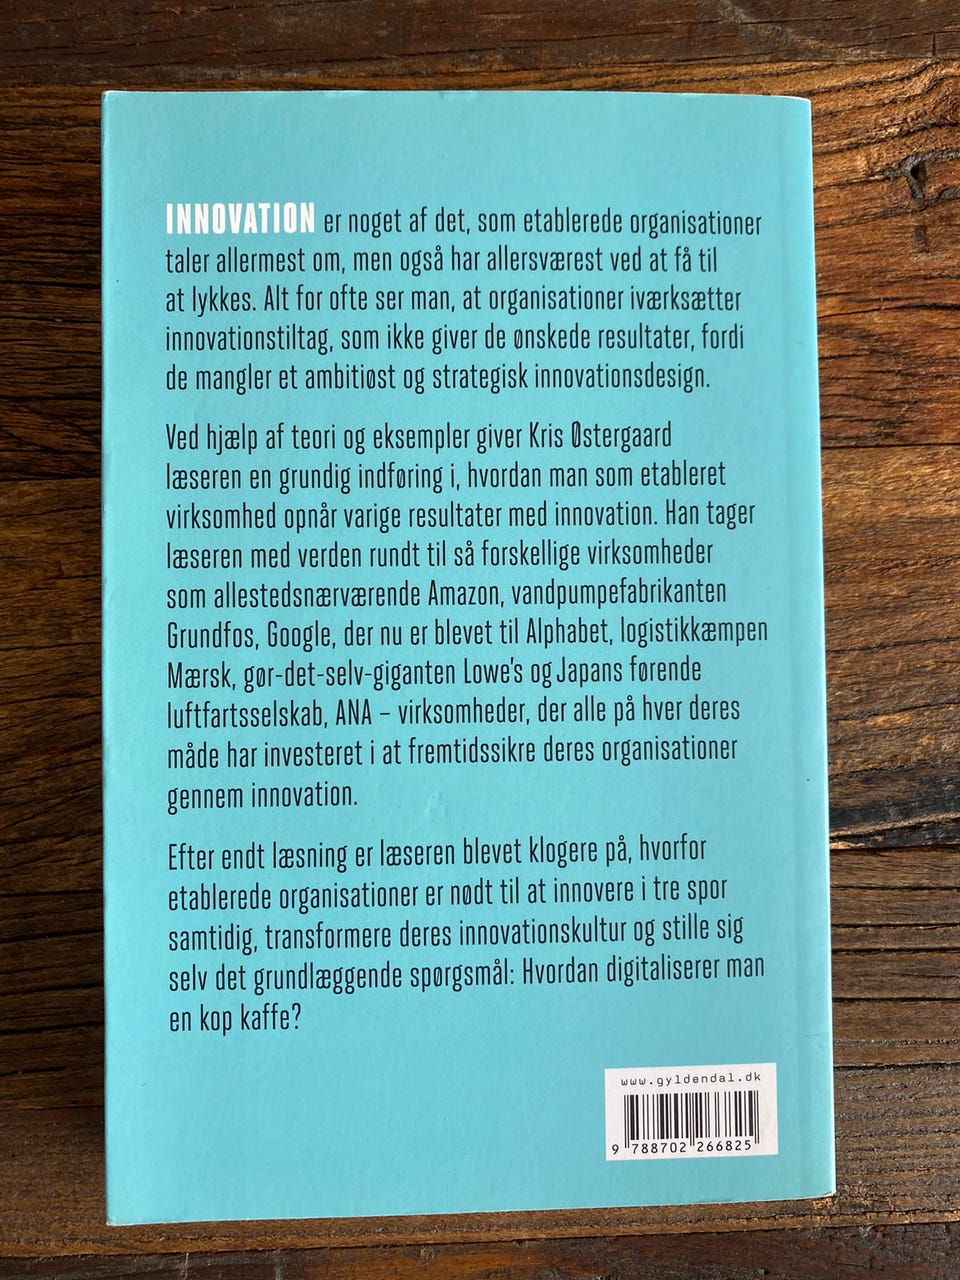 INNOVATION er noget af det, som etablerede organisationer
taler allermest om, men også har allersværest ved at få til
at lykkes. Alt for ofte ser man, at organisationer iværksætter
innovationstiltag, som ikke giver de ønskede resultater, fordi
de mangler et ambitiøst og strategisk innovationsdesign.
Ved hjælp af teori og eksempler giver Kris Østergaard
læseren en grundig indføring i, hvordan man som etableret
virksomhed opnår varige resultater med innovation. Han tager
læseren med verden rundt til så forskellige virksomheder
som allestedsnærværende Amazon, vandpumpefabrikanten
Grundfos, Google, der nu er blevet til Alphabet, logistikkæmpen
Mærsk, gør-det-selv-giganten Lowe's og Japans førende
luftfartsselskab, ANA – virksomheder, der alle på hver deres
måde har investeret i at fremtidssikre deres organisationer
gennem innovation.
Efter endt læsning er læseren blevet klogere på, hvorfor
etablerede organisationer er nødt til at innovere i tre spor
samtidig, transformere deres innovationskultur og stille sig
selv det grundlæggende spørgsmål: Hvordan digitaliserer man
en kop kaffe?
www.gyldendal.dk
9 788702 266825